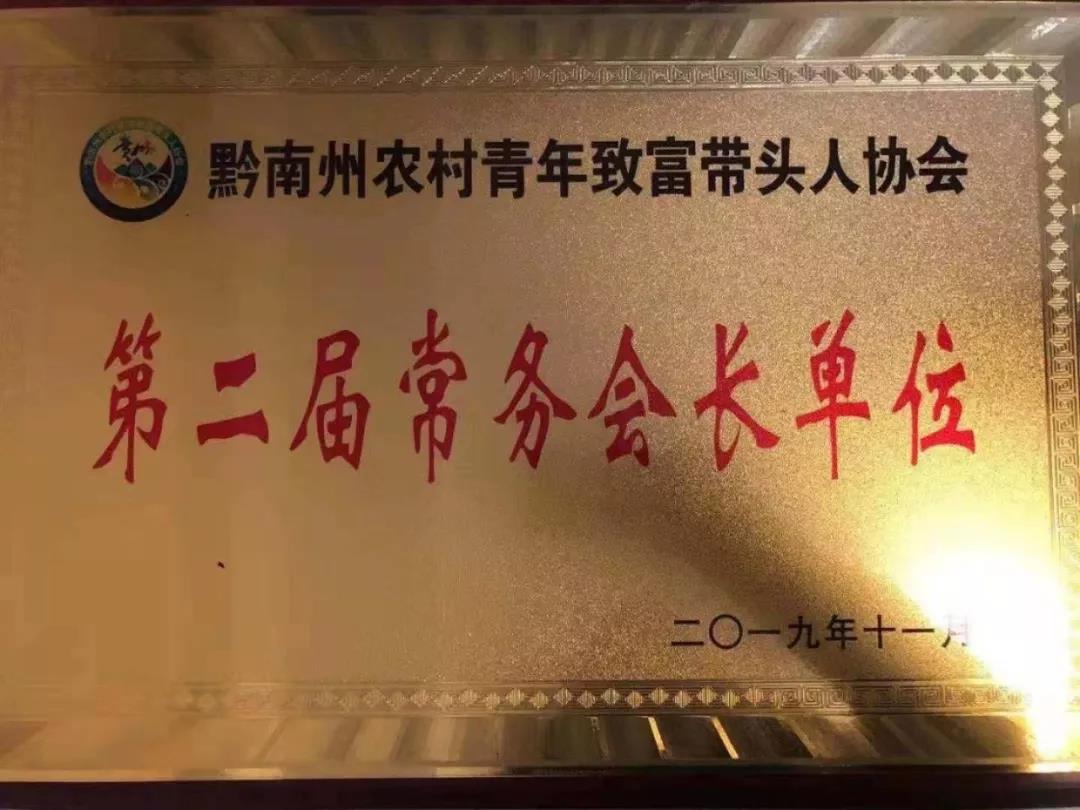 黔南州农村青年致富带头人协会
第二届常务会长单位
二〇一九年十一月